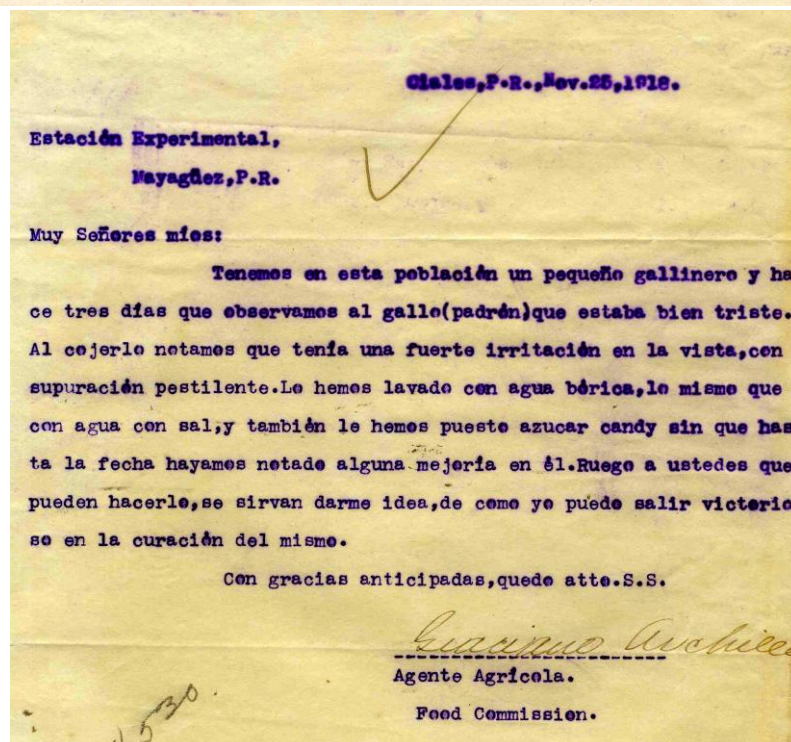 Ciales,P.R.,Nov.25,1918.
Estación Experimental,
Mayagüez,P.R.
Muy Señores míos:
Tenemos en esta población un pequeño gallinero y ha
ce tres días que observamos al gallo(padrón)que estaba bien triste.
Al cojerlo notamos que tenía una fuerte irritación en la vista,con
supuración pestilente.Lo hemos lavado con agua bórica,lo mismo que
con agua con sal,y también le hemos puesto azucar candy sin que has
ta la fecha hayamos notado alguna mejoría en él.Ruego a ustedes que
pueden hacerlo,se sirvan darme idea,de como yo puedo salir victorio
so en la curación del mismo.
Con gracias anticipadas,quedo atto.S.S.
Graciano
Agente Agrícola.
Food Commission.
530